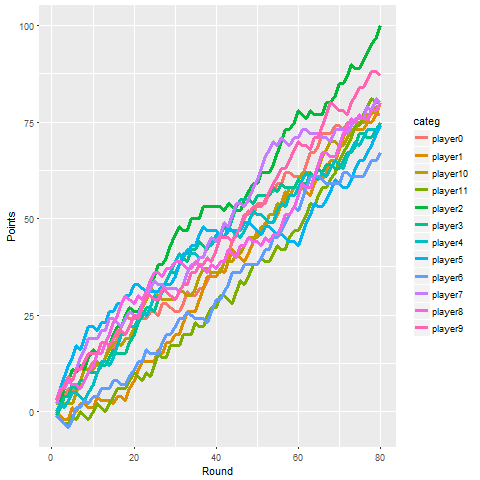 100
75
50
25
0
Points
0 20 40 60 80
Round
categ
player0
player1
player10
player11
player2
player3
player4
player5
player6
player7
player8
player9